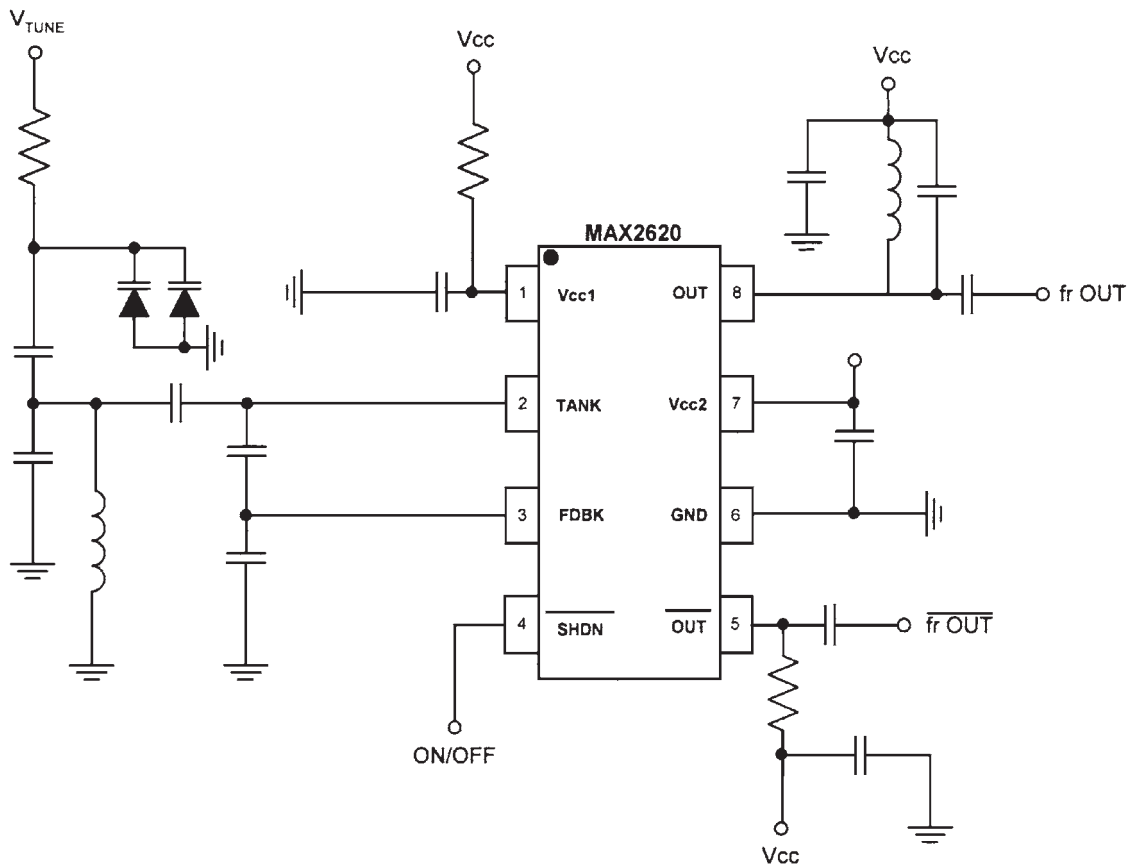 V_TUNE
Vcc
Vcc
MAX2620
1 Vcc1 OUT 8
fr OUT
2 TANK Vcc2 7
3 FDBK GND 6
4 SHDN OUT 5
fr OUT
ON/OFF
Vcc